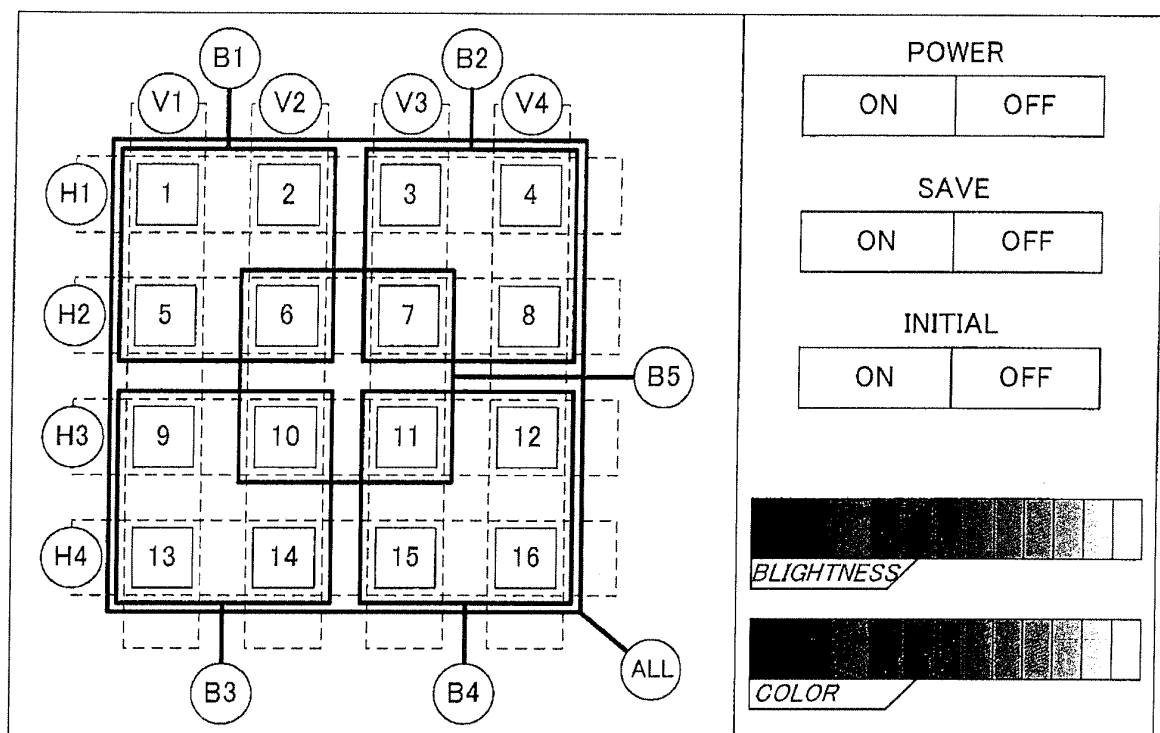 B1 B2
V1 V2 V3 V4
POWER
ON OFF
H1 1 2 3 4
SAVE
ON OFF
H2 5 6 7 8
INITIAL
ON OFF
B5
H3 9 10 11 12
H4 13 14 15 16
BLIGHTNESS
ALL
B3 B4
COLOR